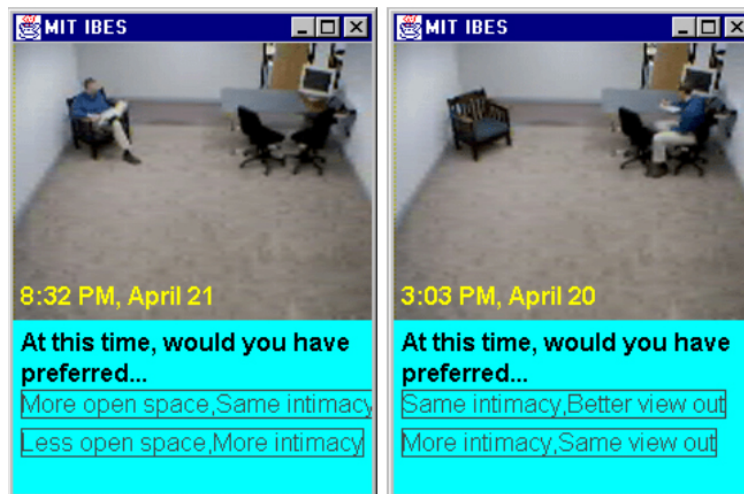 MIT IBES
8:32 PM, April 21
At this time, would you have
preferred...
More open space,Same intimacy
Less open space,More intimacy
MIT IBES
3:03 PM, April 20
At this time, would you have
preferred...
Same intimacy,Better view out
More intimacy,Same view out